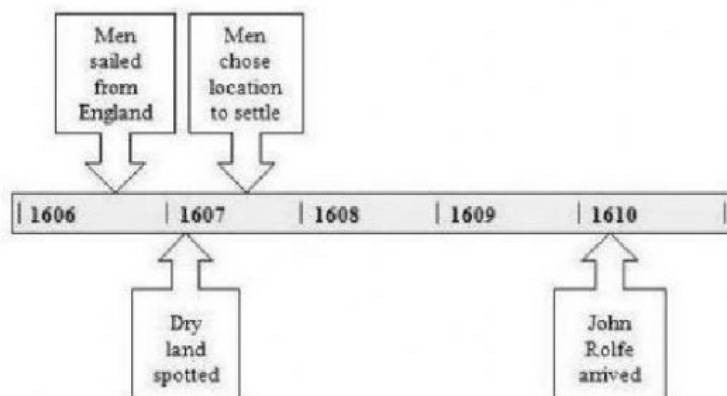 Men
sailed
from
England
Men
chose
location
to settle
1606 1607 1608 1609 1610
Dry
land
spotted
John
Rolfe
arrived